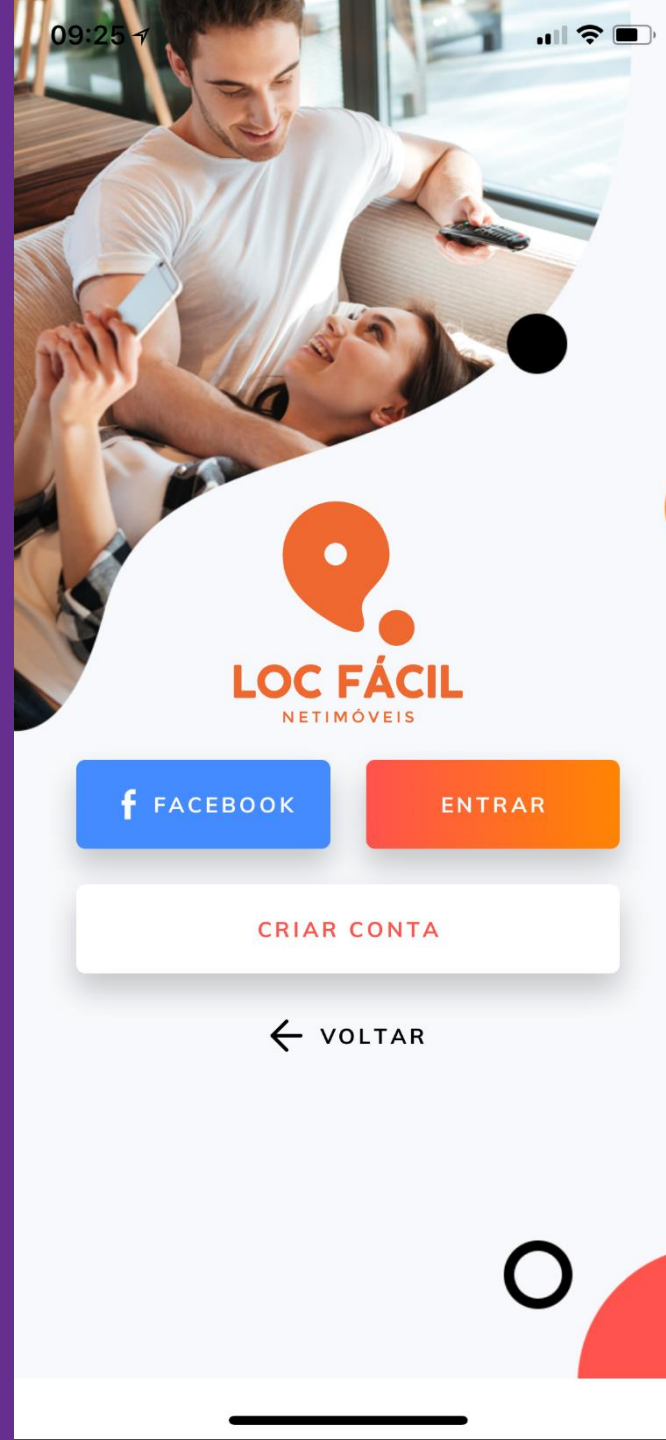 09:25
LOC FÁCIL
NETIMÓVEIS
f FACEBOOK
ENTRAR
CRIAR CONTA
VOLTAR